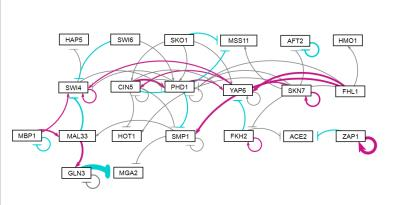 HAP5 SWI6 SKO1 MSS11 AFT2 HMO1
SWI4 CIN5 PHD1 YAP6 SKN7 FHL1
MBP1 MAL33 HOT1 SMP1 FKH2 ACE2 ZAP1
GLN3 MGA2